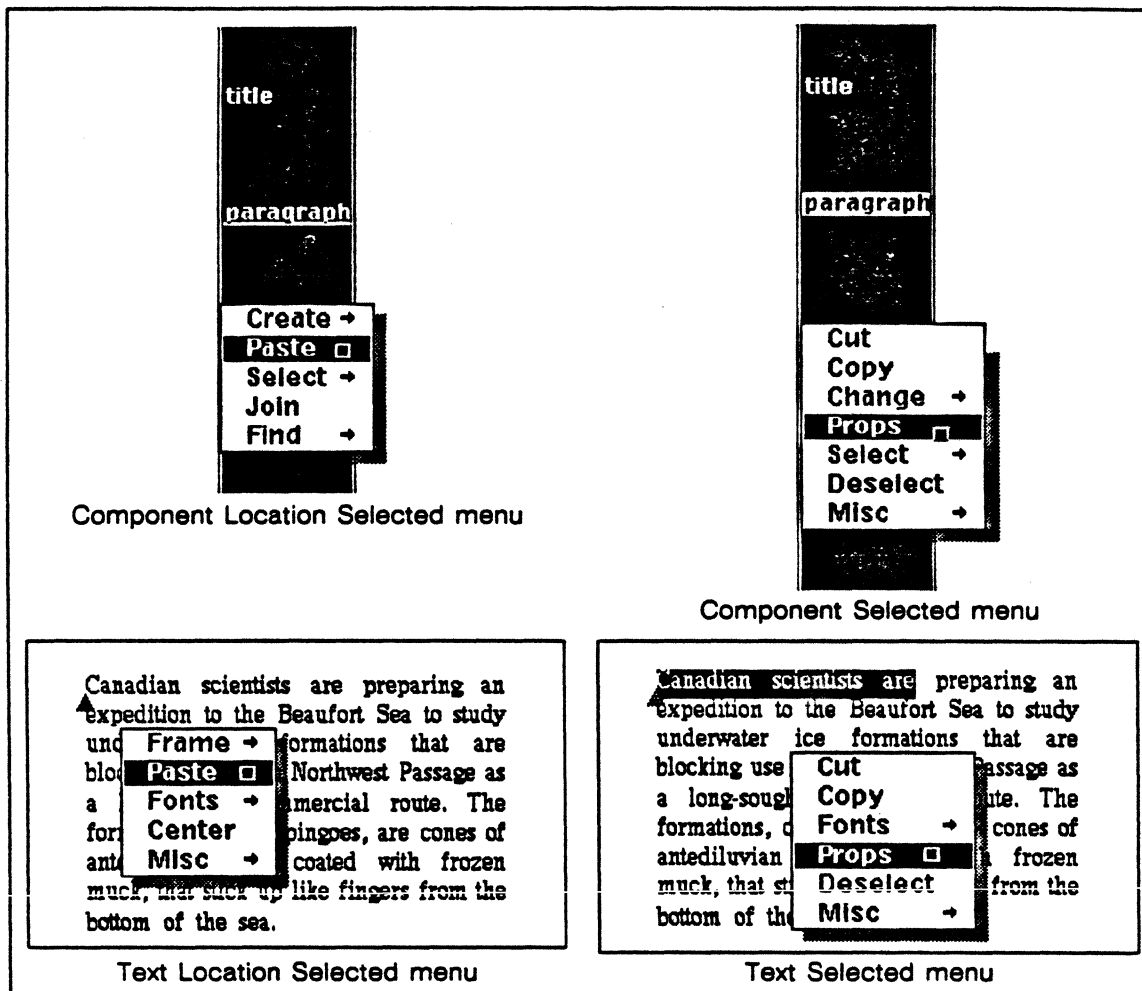 title
paragraph
Create →
Paste
Select →
Join
Find →
Component Location Selected menu
title
paragraph
Cut
Copy
Change →
Props
Select →
Deselect
Misc →
Component Selected menu
Canadian scientists are preparing an
expedition to the Beaufort Sea to study
formations that are
Northwest Passage as
a mercial route. The
pingoes, are cones of
coated with frozen
muck, that stick up like fingers from the
bottom of the sea.
Frame →
Paste
Fonts →
Center
Misc →
Text Location Selected menu
Canadian scientists are preparing an
expedition to the Beaufort Sea to study
underwater ice formations that are
blocking use Passage as
a long-sough ute. The
formations, cones of
antediluvian frozen
muck, that from the
bottom of the
Cut
Copy
Fonts →
Props
Deselect
Misc →
Text Selected menu